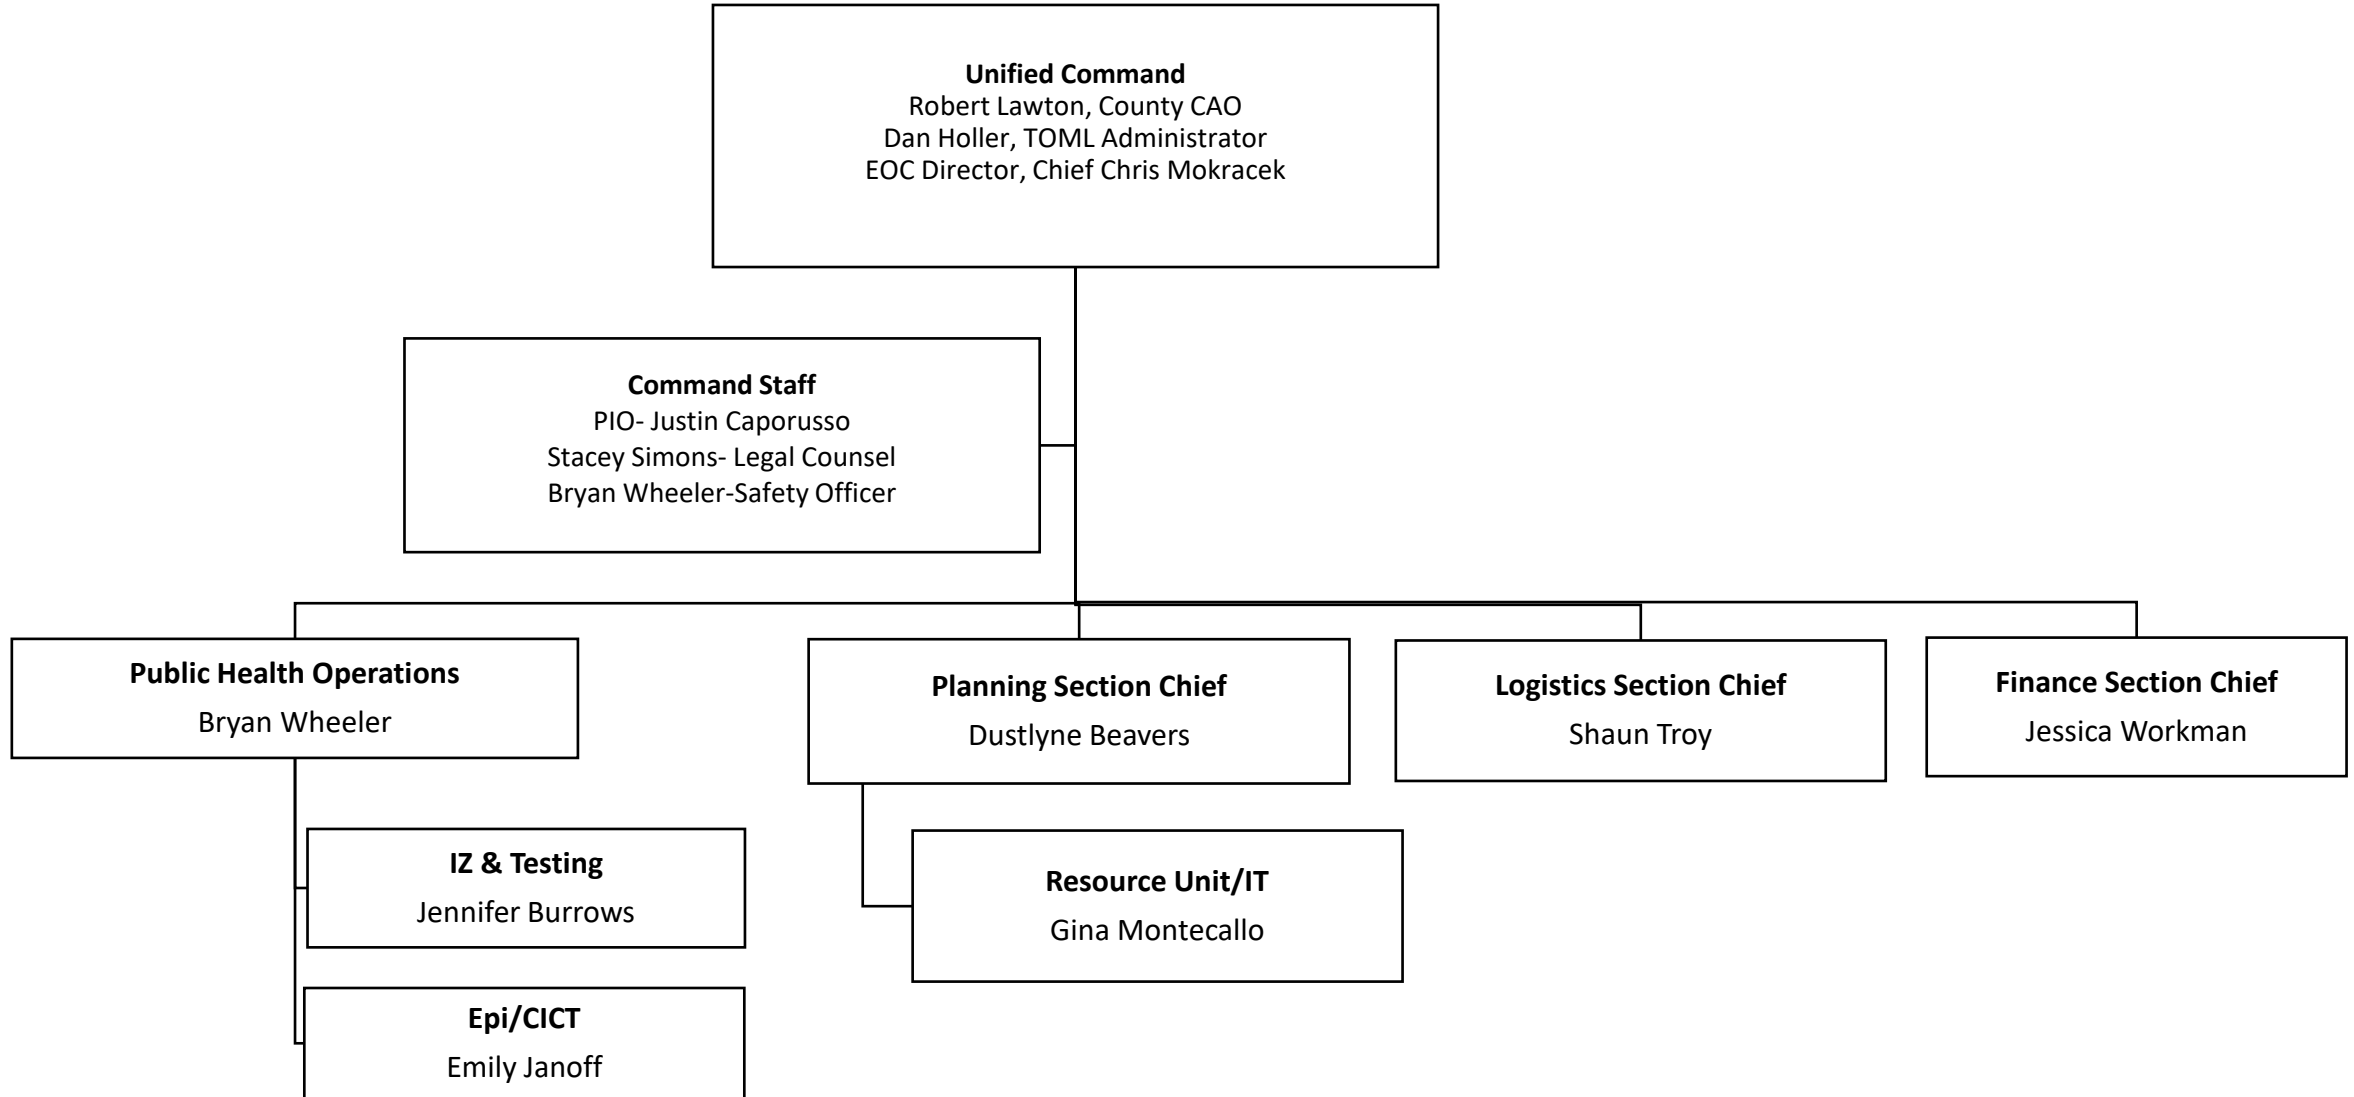 Unified Command
Robert Lawton, County CAO
Dan Holler, TOML Administrator
EOC Director, Chief Chris Mokracek
Command Staff
PIO- Justin Caporusso
Stacey Simons- Legal Counsel
Bryan Wheeler-Safety Officer
Public Health Operations
Bryan Wheeler
Planning Section Chief
Dustlyne Beavers
Logistics Section Chief
Shaun Troy
Finance Section Chief
Jessica Workman
IZ & Testing
Jennifer Burrows
Resource Unit/IT
Gina Montecallo
Epi/CICT
Emily Janoff